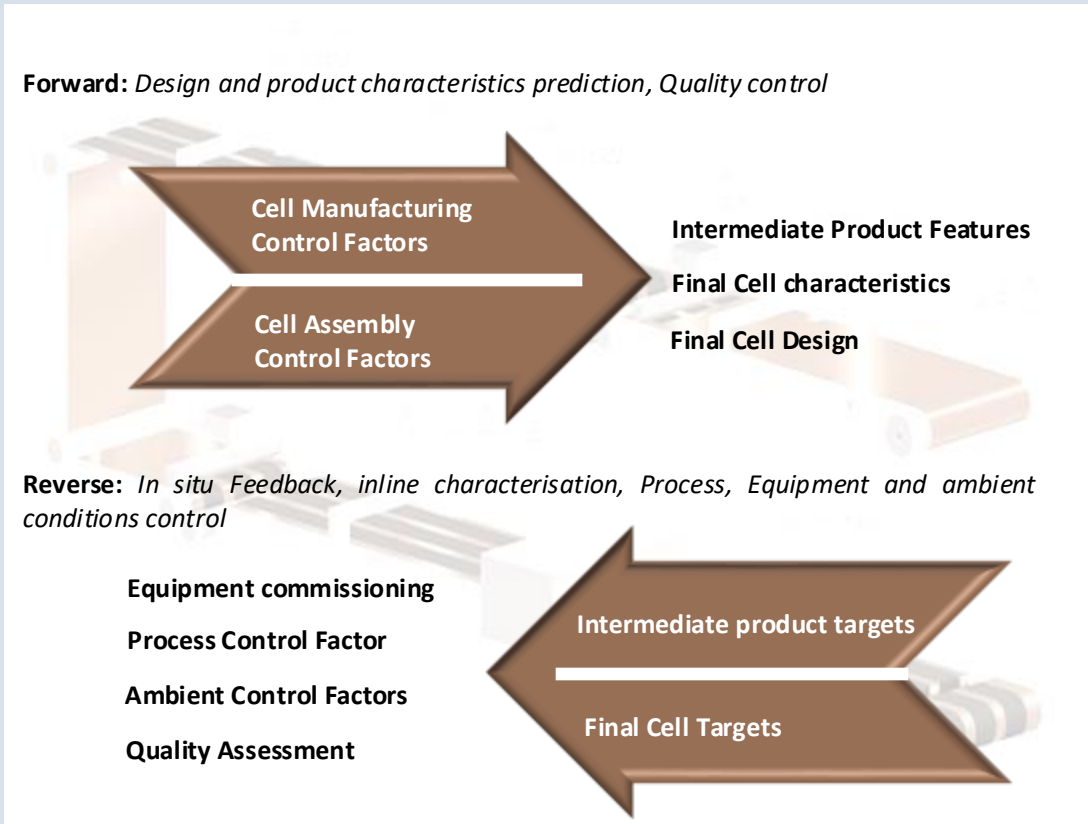 Forward: Design and product characteristics prediction, Quality control
Cell Manufacturing
Control Factors
Cell Assembly
Control Factors
Intermediate Product Features
Final Cell characteristics
Final Cell Design
Reverse: In situ Feedback, inline characterisation, Process, Equipment and ambient
conditions control
Equipment commissioning
Process Control Factor
Ambient Control Factors
Quality Assessment
Intermediate product targets
Final Cell Targets